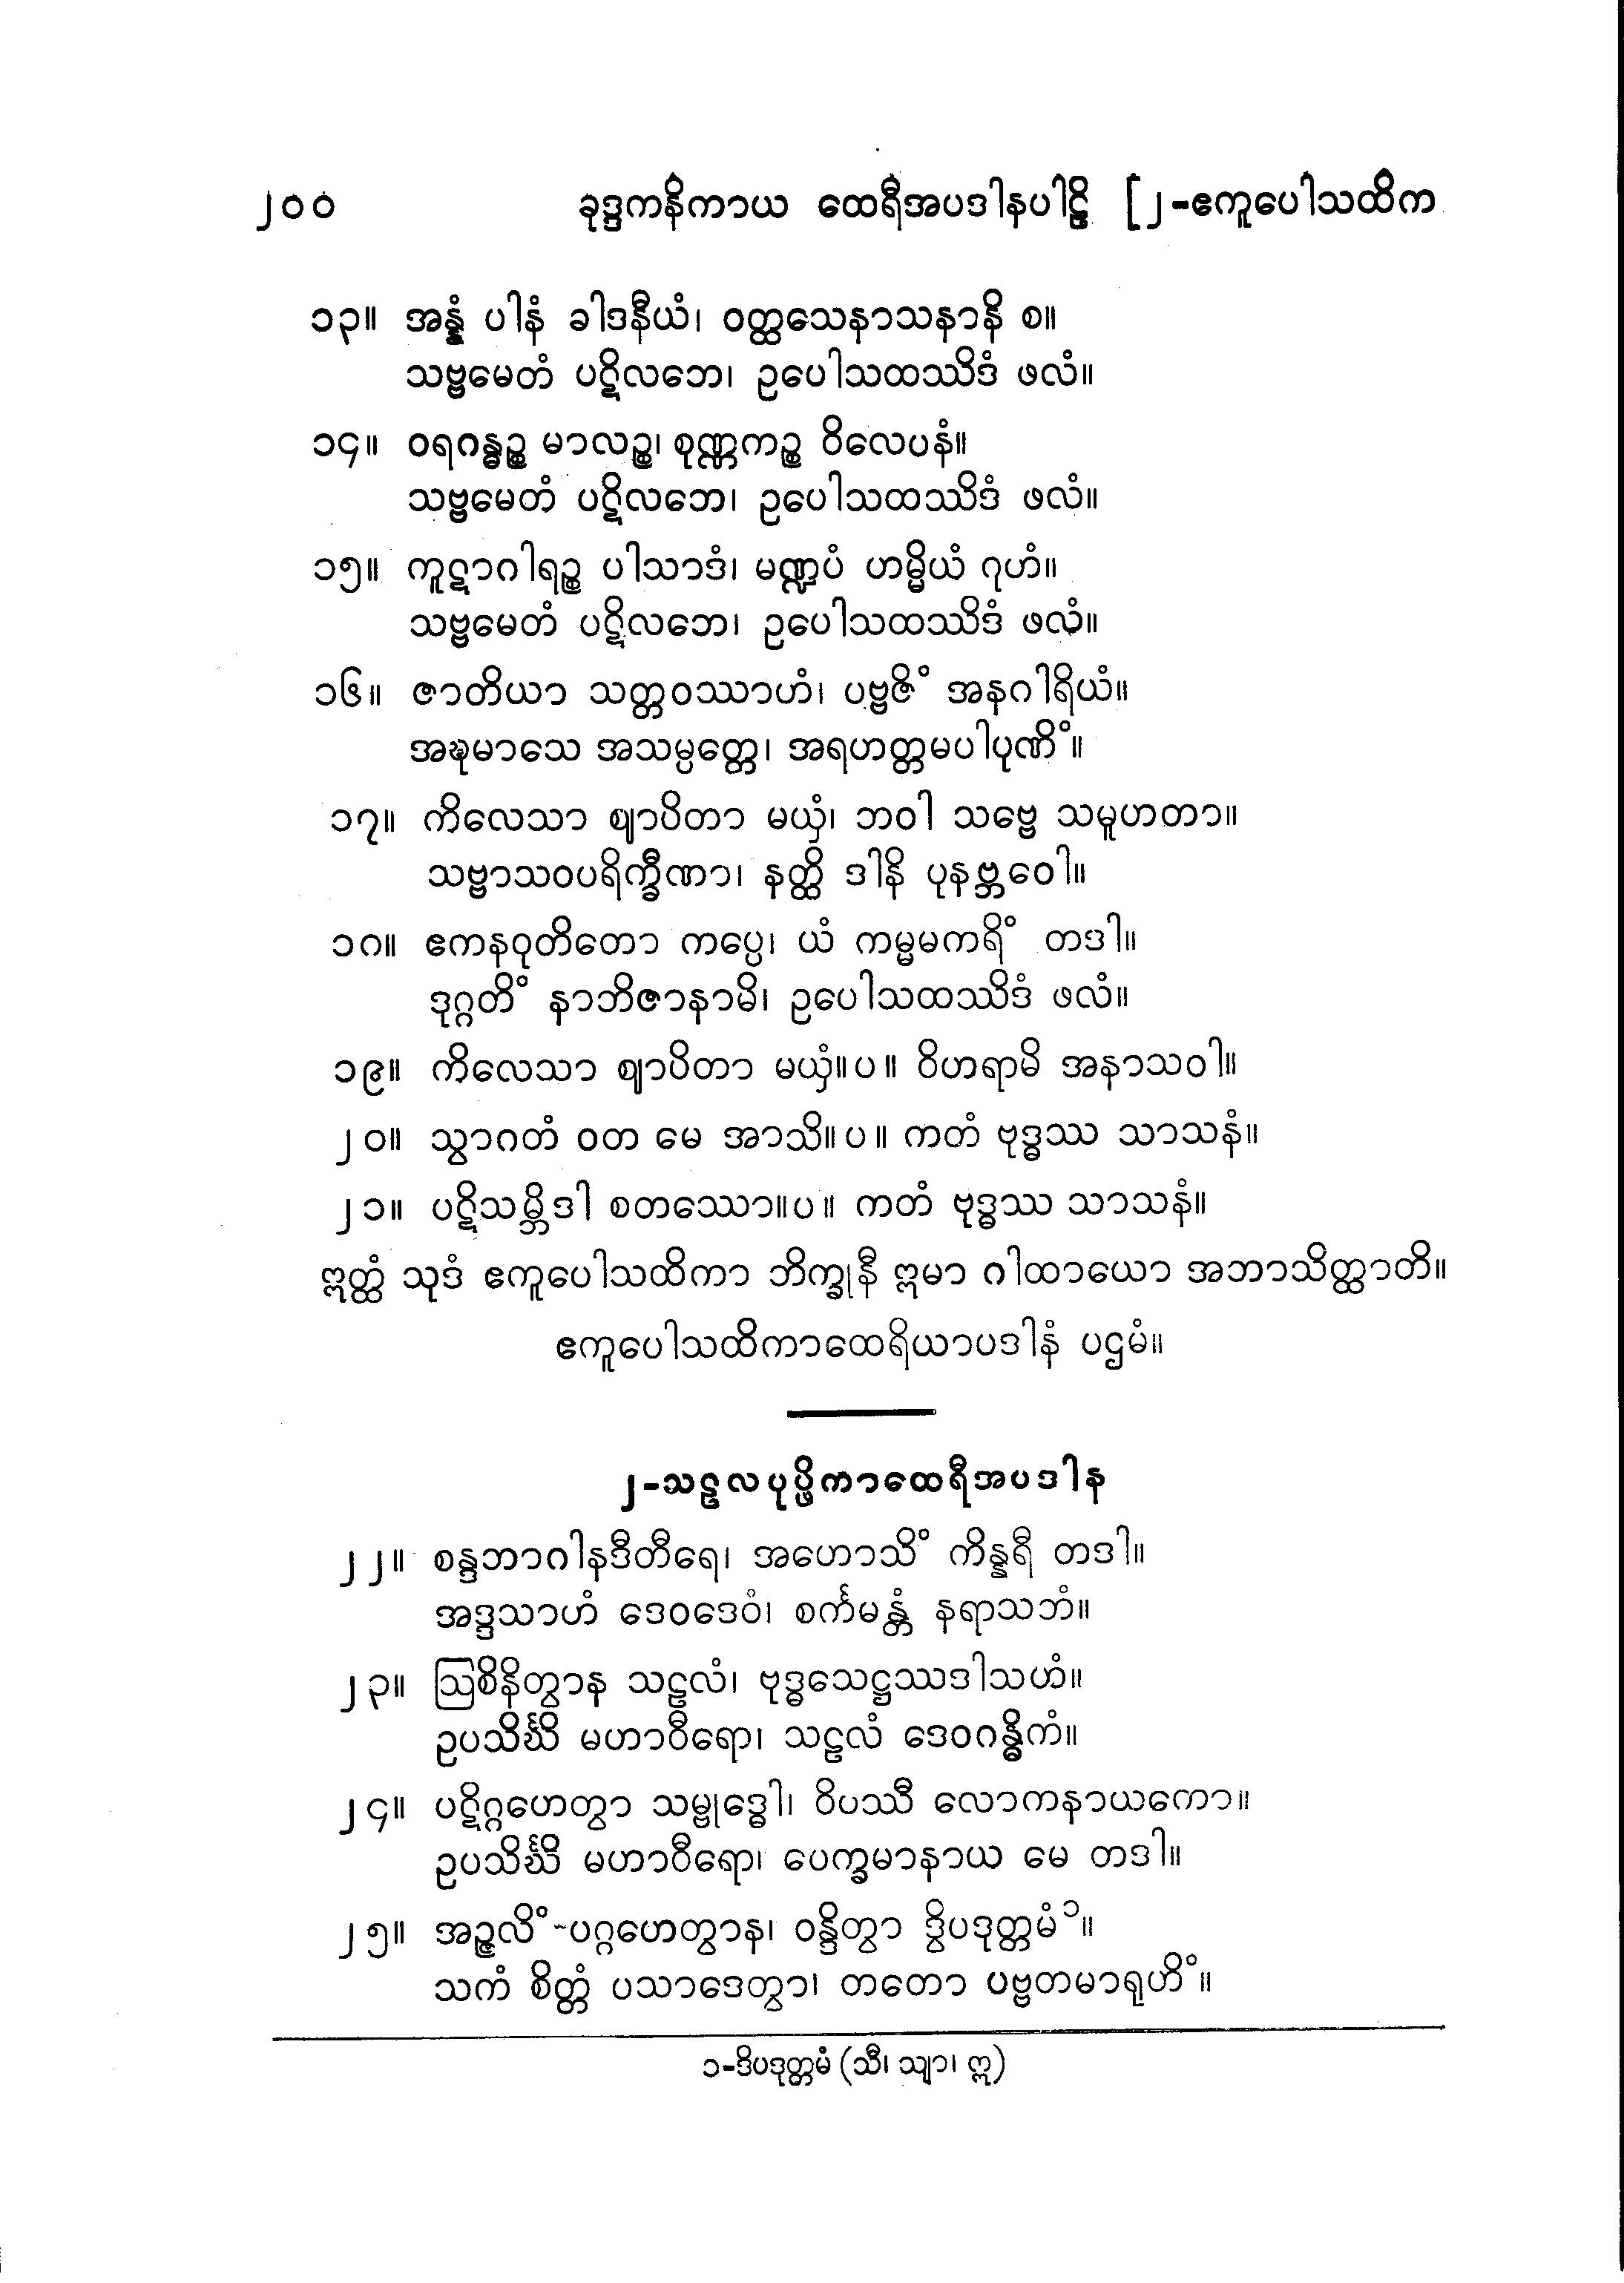 ၂၀၀ ခုဒ္ဒကနိကာယ ထေရီအပဒါနပါဠိ [၂-ဧကူပေါသထိက
၁၃။ အန္နံ ပါနံ ခါဒနီယံ၊ ဝတ္ထသေနာသနာနိ စ။
သဗ္ဗမေတံ ပဋိလဘေ၊ ဥပေါသထဿိဒံ ဖလံ။
၁၄။ ဝရဂန္ဓဉ္စ မာလဉ္စ၊ စုဏ္ဏကဉ္စ ဝိလေပနံ။
သဗ္ဗမေတံ ပဋိလဘေ၊ ဥပေါသထဿိဒံ ဖလံ။
၁၅။ ကူဋာဂါရဉ္စ ပါသာဒံ၊ မဏ္ဍပံ ဟမ္မိယံ ဂုဟံ။
သဗ္ဗမေတံ ပဋိလဘေ၊ ဥပေါသထဿိဒံ ဖလံ။
၁၆။ ဇာတိယာ သတ္တဝဿာဟံ၊ ပဗ္ဗဇိံ အနဂါရိယံ။
အဍ္ဎမာသေ အသမ္ပတ္တေ၊ အရဟတ္တမပါပုဏိံ။
၁၇။ ကိလေသာ ဈာပိတာ မယှံ၊ ဘဝါ သဗ္ဗေ သမူဟတာ။
သဗ္ဗာသဝပရိက္ခီဏာ၊ နတ္ထိ ဒါနိ ပုနဗ္ဘဝေါ။
၁၈။ ဧကနဝုတိတော ကပ္ပေ၊ ယံ ကမ္မမကရိံ တဒါ။
ဒုဂ္ဂတိံ နာဘိဇာနာမိ၊ ဥပေါသထဿိဒံ ဖလံ။
၁၉။ ကိလေသာ ဈာပိတာ မယှံ။ပ။ ဝိဟရာမိ အနာသဝါ။
၂၀။ သွာဂတံ ဝတ မေ အာသိ။ပ။ ကတံ ဗုဒ္ဓဿ သာသနံ။
၂၁။ ပဋိသမ္ဘိဒါ စတဿော။ပ။ ကတံ ဗုဒ္ဓဿ သာသနံ။
ဣတ္ထံ သုဒံ ဧကူပေါသထိကာ ဘိက္ခုနီ ဣမာ ဂါထာယော အဘာသိတ္ထာတိ။
ဧကူပေါသထိကာထေရိယာပဒါနံ ပဌမံ။
၂-သဠလပုပ္ဖိကာထေရီအပဒါန
၂၂။ စန္ဒဘာဂါနဒီတီရေ၊ အဟောသိံ ကိန္နရီ တဒါ။
အဒ္ဒသာဟံ ဒေဝဒေဝံ၊ စင်္ကမန္တံ နရာသဘံ။
၂၃။ ဩစိနိတွာန သဠလံ၊ ဗုဒ္ဓသေဋ္ဌဿဒါသဟံ။
ဥပသိင်္ဃိ မဟာဝီရော၊ သဠလံ ဒေဝဂန္ဓိကံ။
၂၄။ ပဋိဂ္ဂဟေတွာ သမ္ဗုဒ္ဓေါ၊ ဝိပဿီ လောကနာယကော။
ဥပသိင်္ဃိ မဟာဝီရော၊ ပေက္ခမာနာယ မေ တဒါ။
၂၅။ အဉ္ဇလိံ-ပဂ္ဂဟေတွာန၊ ဝန္ဒိတွာ ဒွိပဒုတ္တမံ၁။
သကံ စိတ္တံ ပသာဒေတွာ၊ တတော ပဗ္ဗတမာရုဟိံ။
၁-ဒိပဒုတ္တမံ (သီ၊ သျာ၊ ဣ)